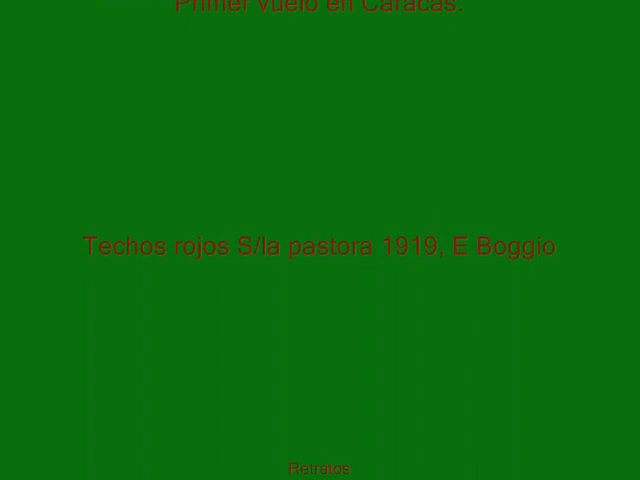 Primer vuelo en Caracas.
Techos rojos S/la pastora 1919, E Boggio
Retratos